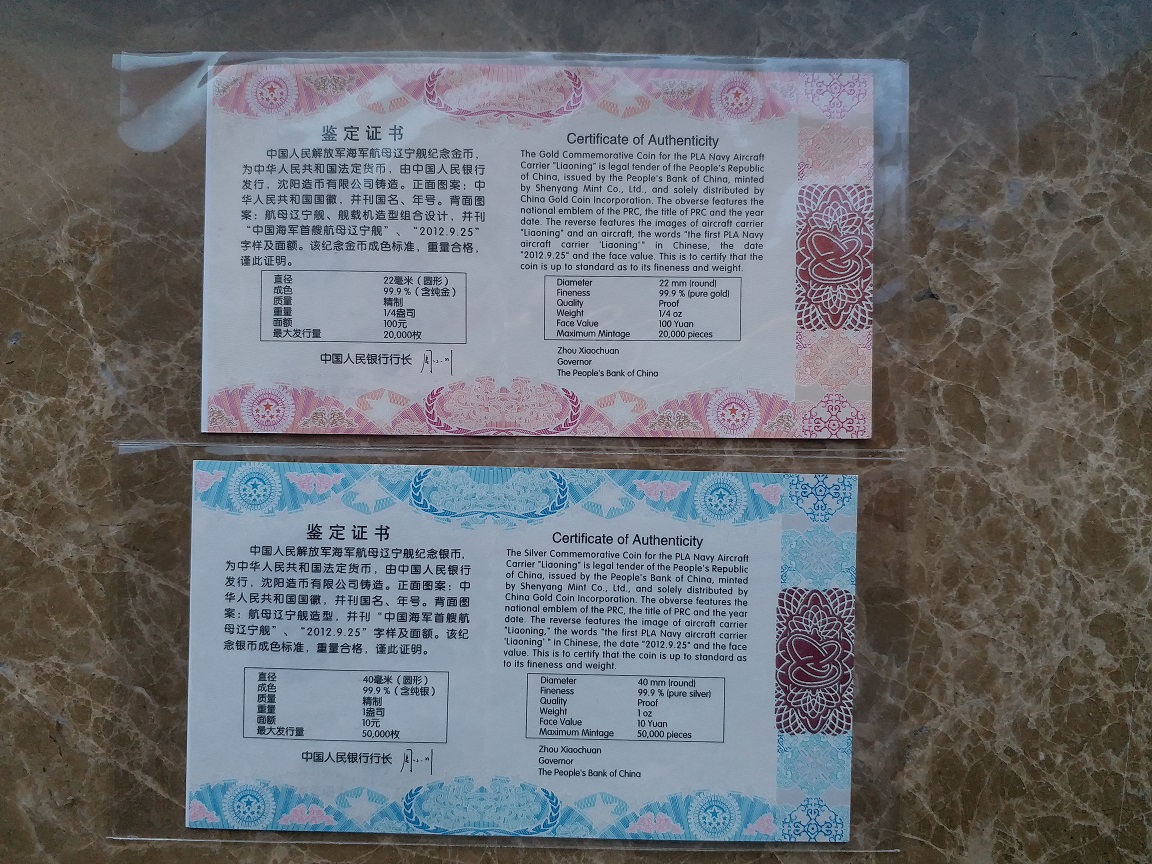 鉴定证书
中国人民解放军海军航母辽宁舰纪念金币，
为中华人民共和国法定货币，由中国人民银行
发行，沈阳造币有限公司铸造。正面图案：中
华人民共和国国徽，并刊国名、年号。背面图
案：航母辽宁舰、舰载机造型组合设计，并刊
“中国海军首艘航母辽宁舰”、“2012.9.25”
字样及面额。该纪念金币成色标准，重量合格，
谨此证明。
直径 22毫米（圆形）
成色 99.9％（含纯金）
质量 精制
重量 1/4盎司
面额 100元
最大发行量 20,000枚
中国人民银行行长
Certificate of Authenticity
The Gold Commemorative Coin for the PLA Navy Aircraft
Carrier "Liaoning" is legal tender of the People's Republic
of China, issued by the People's Bank of China, minted
by Shenyang Mint Co., Ltd., and solely distributed by
China Gold Coin Incorporation. The obverse features the
national emblem of the PRC, the title of PRC and the year
date. The reverse features the images of aircraft carrier
"Liaoning" and an aircraft, the words "the first PLA Navy
aircraft carrier 'Liaoning'" in Chinese, the date
"2012.9.25" and the face value. This is to certify that the
coin is up to standard as to its fineness and weight.
Diameter 22 mm (round)
Fineness 99.9 % (pure gold)
Quality Proof
Weight 1/4 oz
Face Value 100 Yuan
Maximum Mintage 20,000 pieces
Zhou Xiaochuan
Governor
The People's Bank of China
鉴定证书
中国人民解放军海军航母辽宁舰纪念银币，
为中华人民共和国法定货币，由中国人民银行
发行，沈阳造币有限公司铸造。正面图案：中
华人民共和国国徽，并刊国名、年号。背面图
案：航母辽宁舰造型，并刊“中国海军首艘航
母辽宁舰”、“2012.9.25”字样及面额。该纪
念银币成色标准，重量合格，谨此证明。
直径 40毫米（圆形）
成色 99.9％（含纯银）
质量 精制
重量 1盎司
面额 10元
最大发行量 50,000枚
中国人民银行行长
Certificate of Authenticity
The Silver Commemorative Coin for the PLA Navy Aircraft
Carrier "Liaoning" is legal tender of the People's Republic
of China, issued by the People's Bank of China, minted
by Shenyang Mint Co., Ltd., and solely distributed by
China Gold Coin Incorporation. The obverse features the
national emblem of the PRC, the title of PRC and the year
date. The reverse features the image of aircraft carrier
"Liaoning," the words "the first PLA Navy aircraft carrier
'Liaoning' " in Chinese, the date "2012.9.25" and the face
value. This is to certify that the coin is up to standard as
to its fineness and weight.
Diameter 40 mm (round)
Fineness 99.9 % (pure silver)
Quality Proof
Weight 1 oz
Face Value 10 Yuan
Maximum Mintage 50,000 pieces
Zhou Xiaochuan
Governor
The People's Bank of China